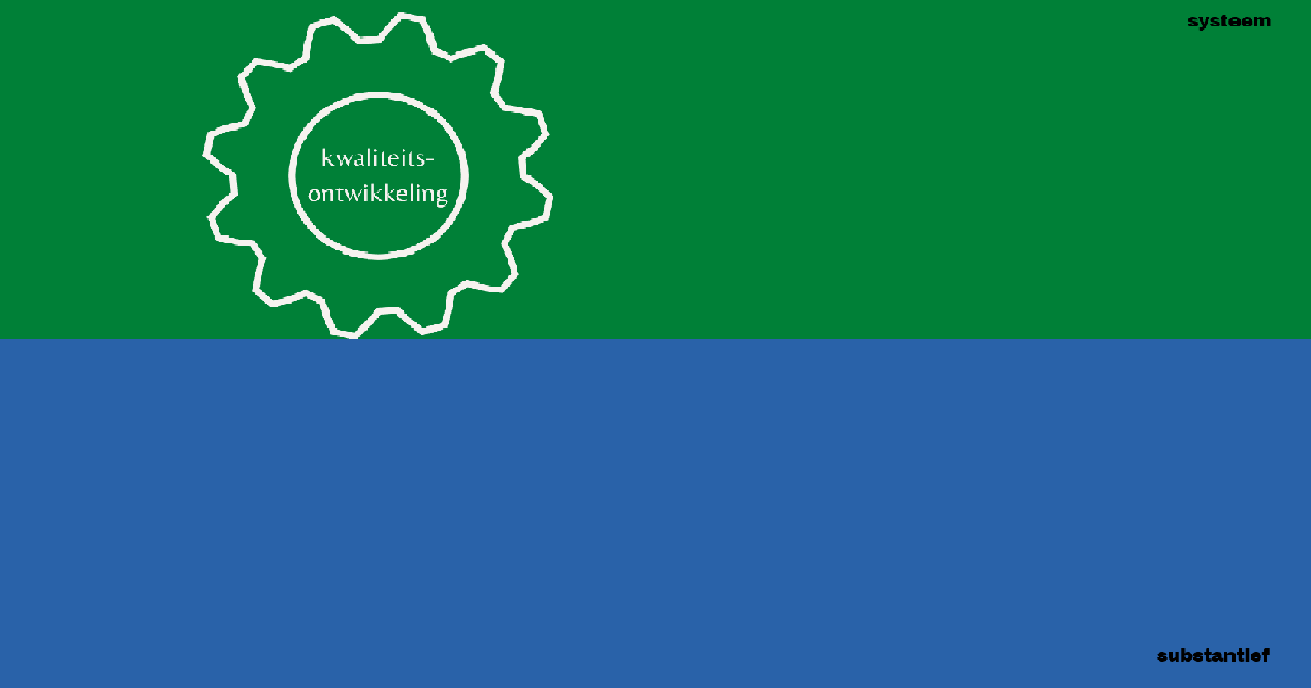 systeem
kwaliteits-
ontwikkeling
substantief